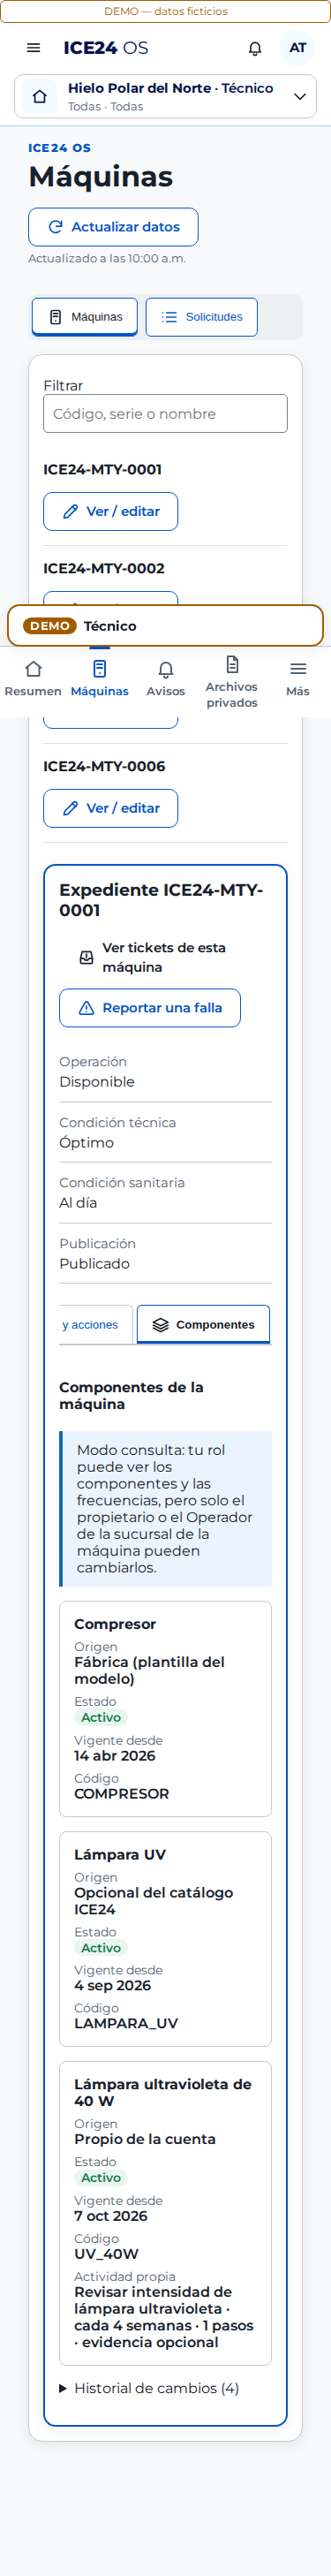 DEMO — datos ficticios
ICE24 OS
AT
Hielo Polar del Norte · Técnico
Todas · Todas
ICE24 OS
Máquinas
Actualizar datos
Actualizado a las 10:00 a.m.
Máquinas
Solicitudes
Filtrar
Código, serie o nombre
ICE24-MTY-0001
Ver / editar
ICE24-MTY-0002
DEMO Técnico
Resumen
Máquinas
Avisos
Archivos privados
Más
ICE24-MTY-0006
Ver / editar
Expediente ICE24-MTY-
0001
Ver tickets de esta
máquina
Reportar una falla
Operación
Disponible
Condición técnica
Óptimo
Condición sanitaria
Al día
Publicación
Publicado
y acciones
Componentes
Componentes de la
máquina
Modo consulta: tu rol
puede ver los
componentes y las
frecuencias, pero solo el
propietario o el Operador
de la sucursal de la
máquina pueden
cambiarlos.
Compresor
Origen
Fábrica (plantilla del
modelo)
Estado
Activo
Vigente desde
14 abr 2026
Código
COMPRESOR
Lámpara UV
Origen
Opcional del catálogo
ICE24
Estado
Activo
Vigente desde
4 sep 2026
Código
LAMPARA_UV
Lámpara ultravioleta de
40 W
Origen
Propio de la cuenta
Estado
Activo
Vigente desde
7 oct 2026
Código
UV_40W
Actividad propia
Revisar intensidad de
lámpara ultravioleta ·
cada 4 semanas · 1 pasos
· evidencia opcional
Historial de cambios (4)